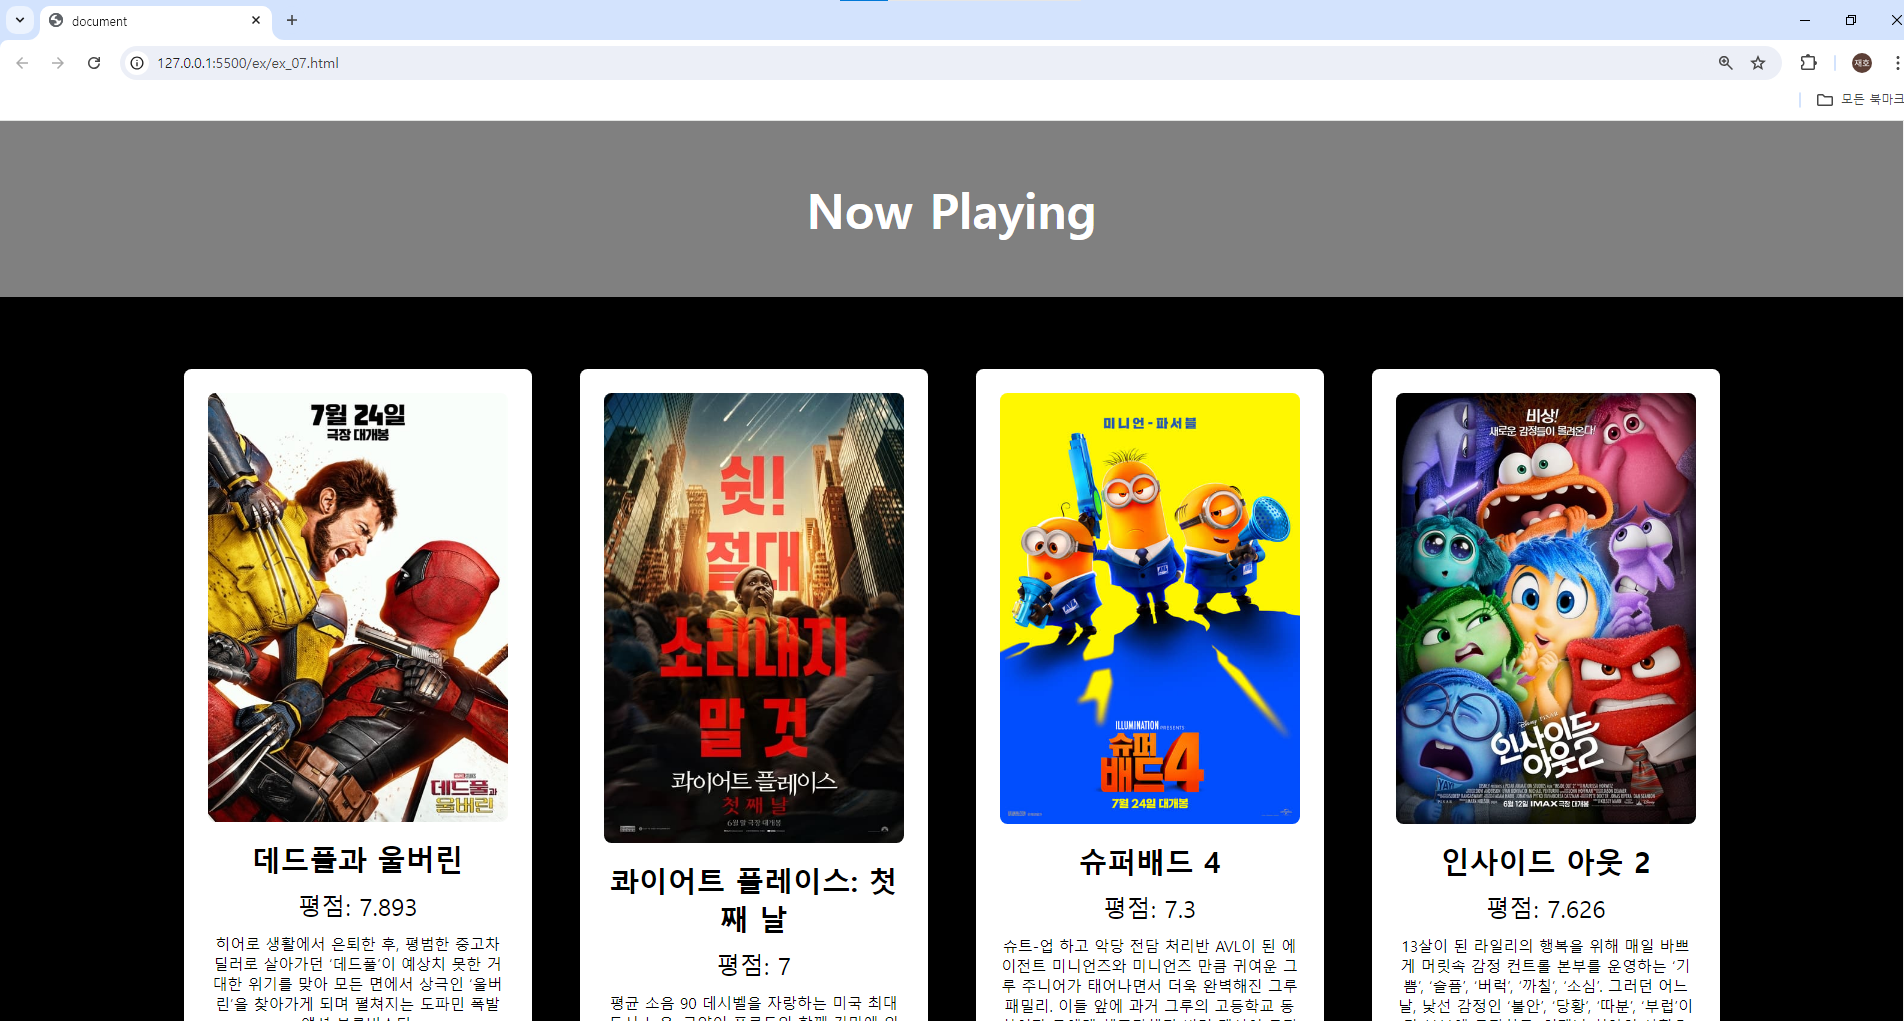 document
127.0.0.1:5500/ex/ex_07.html
재호
모든 북마크
Now Playing
7월 24일
극장 대개봉
데드풀과
울버린
데드풀과 울버린
평점: 7.893
히어로 생활에서 은퇴한 후, 평범한 중고차
딜러로 살아가던 ‘데드풀’이 예상치 못한 거
대한 위기를 맞아 모든 면에서 상극인 ‘울버
린’을 찾아가게 되며 펼쳐지는 도파민 폭발
쉿!
절대
소리내지
말 것
콰이어트 플레이스
첫째 날
6월 말 극장 대개봉
콰이어트 플레이스: 첫
째 날
평점: 7
평균 소음 90 데시벨을 자랑하는 미국 최대
미니언-파서블
ILLUMINATION PRESENTS
슈퍼
배드4
7월 24일 대개봉
슈퍼배드 4
평점: 7.3
슈트-업 하고 악당 전담 처리반 AVL이 된 에
이전트 미니언즈와 미니언즈 만큼 귀여운 그
루 주니어가 태어나면서 더욱 완벽해진 그루
패밀리. 이들 앞에 과거 그루의 고등학교 동
비상!
새로운 감정들이 몰려온다!
Disney PIXAR
인사이드
아웃2
6월 12일 IMAX 극장 대개봉
인사이드 아웃 2
평점: 7.626
13살이 된 라일리의 행복을 위해 매일 바쁘
게 머릿속 감정 컨트롤 본부를 운영하는 ‘기
쁨’, ‘슬픔’, ‘버럭’, ‘까칠’, ‘소심’. 그러던 어느
날, 낯선 감정인 ‘불안’, ‘당황’, ‘따분’, ‘부럽’이